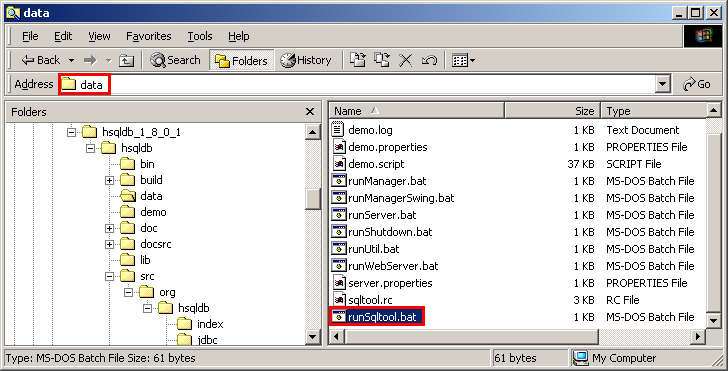 data
File Edit View Favorites Tools Help
Back Search Folders History
Address data Go
Folders
hsqldb_1_8_0_1
hsqldb
bin
build
data
demo
doc
docsrc
lib
src
org
hsqldb
index
jdbc
Name Size Type
demo.log 1 KB Text Document
demo.properties 1 KB PROPERTIES File
demo.script 37 KB SCRIPT File
runManager.bat 1 KB MS-DOS Batch File
runManagerSwing.bat 1 KB MS-DOS Batch File
runServer.bat 1 KB MS-DOS Batch File
runShutdown.bat 1 KB MS-DOS Batch File
runUtil.bat 1 KB MS-DOS Batch File
runWebServer.bat 1 KB MS-DOS Batch File
server.properties 1 KB PROPERTIES File
sqltool.rc 3 KB RC File
runSqltool.bat 1 KB MS-DOS Batch File
Type: MS-DOS Batch File Size: 61 bytes 61 bytes My Computer